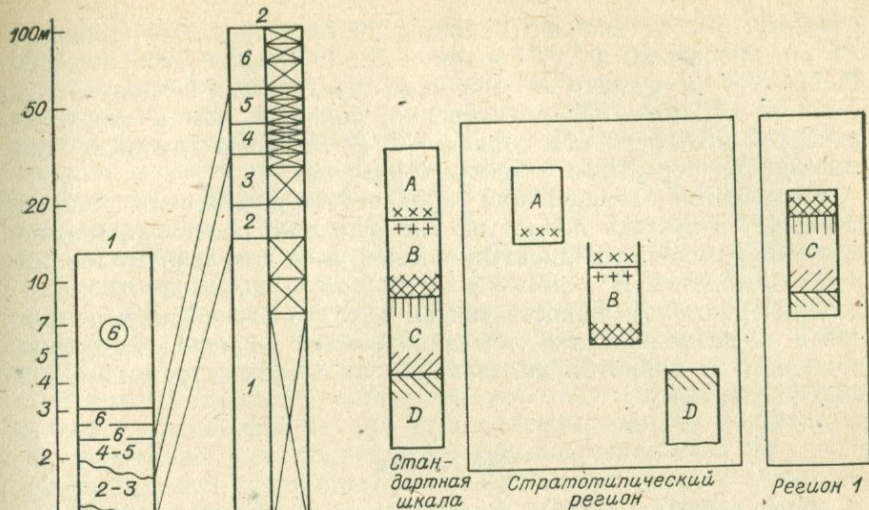 100м
50
20
10
7
5
4
3
2
1
6
6
6
4-5
2-3
2
6
5
4
3
2
1
A
B
C
D
Стан-
дартная
шкала
A
B
D
Стратотипический
регион
C
Регион 1